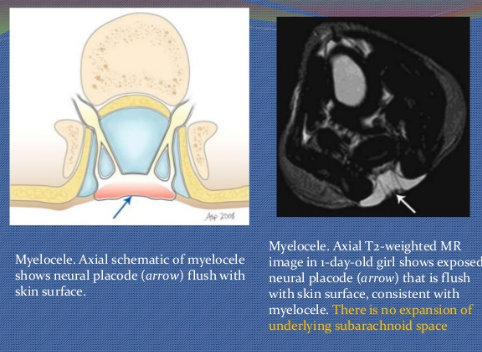 Myelocele. Axial schematic of myelocele
shows neural placode (arrow) flush with
skin surface.
Myelocele. Axial T2-weighted MR
image in 1-day-old girl shows exposed
neural placode (arrow) that is flush
with skin surface, consistent with
myelocele. There is no expansion of
underlying subarachnoid space